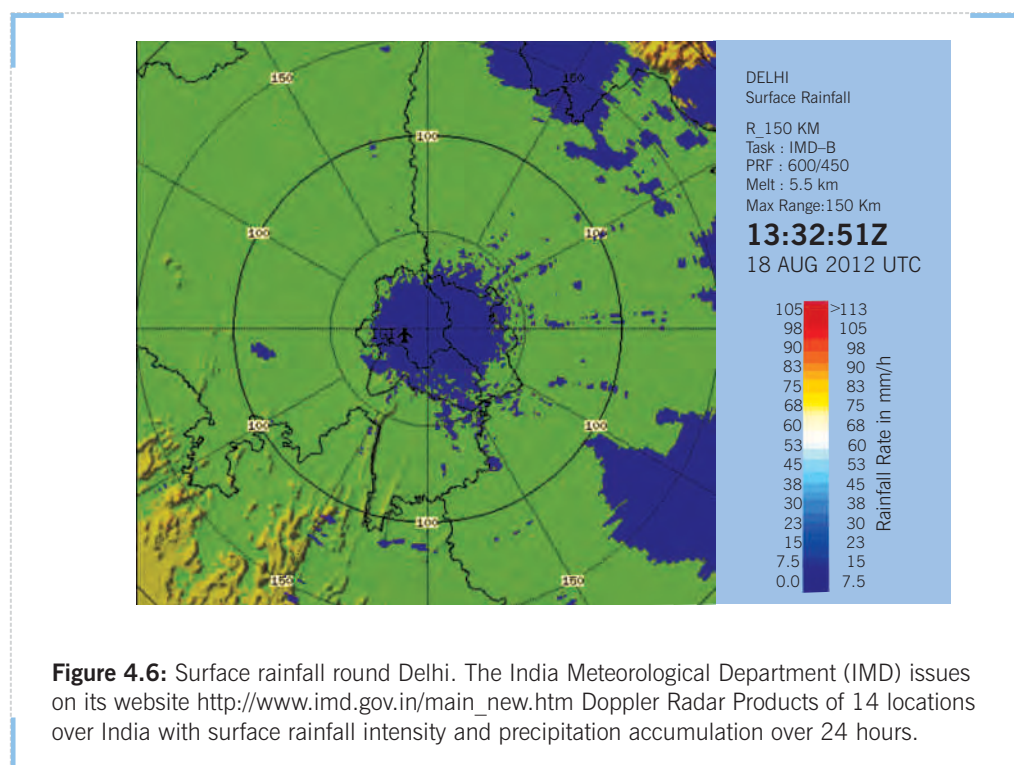 150
150
100
100
100
IGI
100
100
100
150
150
DELHI
Surface Rainfall
R_150 KM
Task : IMD–B
PRF : 600/450
Melt : 5.5 km
Max Range:150 Km
13:32:51Z
18 AUG 2012 UTC
105 >113
98 105
90 98
83 90
75 83
68 75
60 68
53 60
45 53
38 45
30 38
23 30
15 23
7.5 15
0.0 7.5
Rainfall Rate in mm/h
Figure 4.6: Surface rainfall round Delhi. The India Meteorological Department (IMD) issues
on its website http://www.imd.gov.in/main_new.htm Doppler Radar Products of 14 locations
over India with surface rainfall intensity and precipitation accumulation over 24 hours.